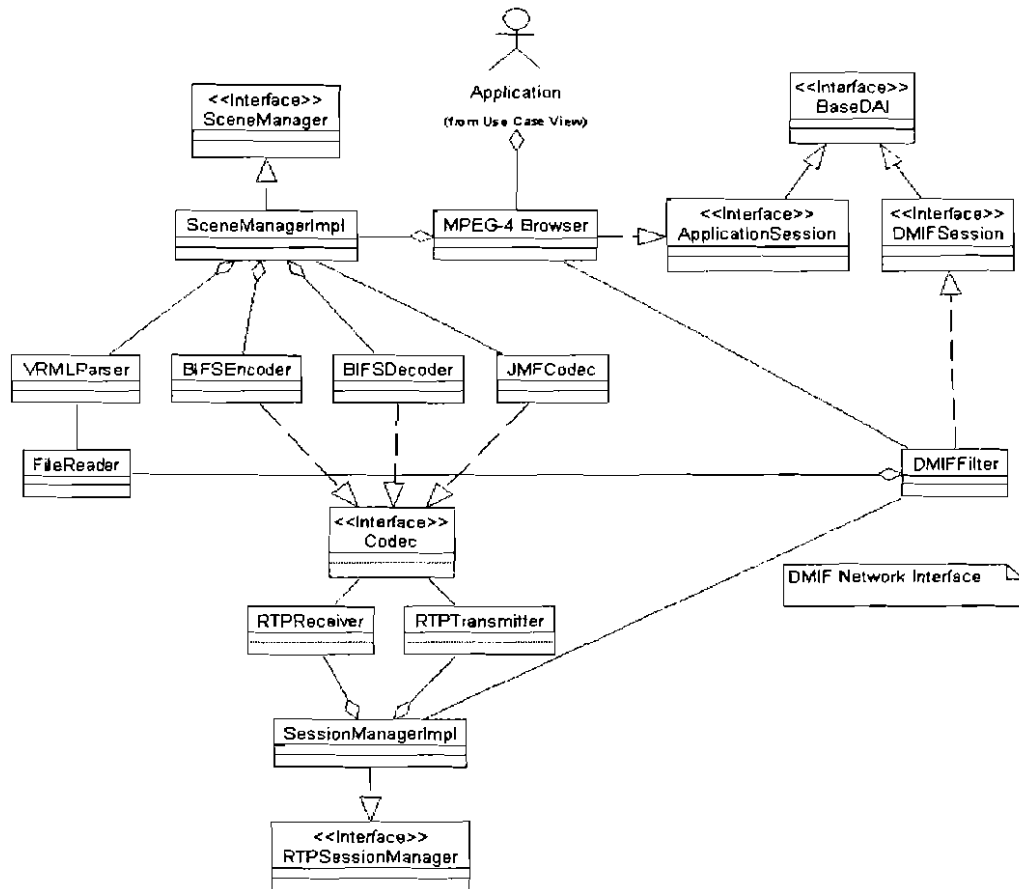 Application
(from Use Case View)
<<Interface>>
SceneManager
<<Interface>>
BaseDAI
SceneManagerImpl
MPEG-4 Browser
<<Interface>>
ApplicationSession
<<Interface>>
DMIFSession
VRMLParser
BIFSEncoder
BIFSDecoder
JMFCodec
FileReader
DMIFFilter
<<Interface>>
Codec
DMIF Network Interface
RTPReceiver
RTPTransmitter
SessionManagerImpl
<<Interface>>
RTPSessionManager